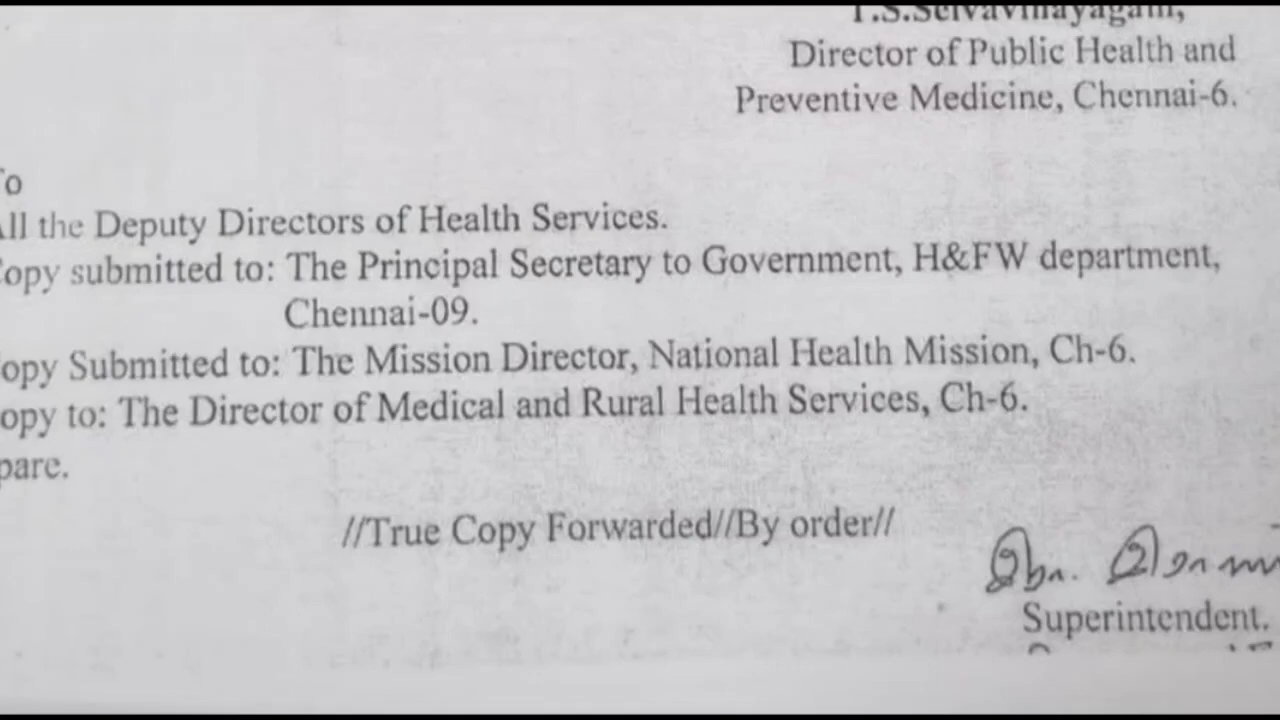 T.S.Selvavinayagam,
Director of Public Health and
Preventive Medicine, Chennai-6.
To
All the Deputy Directors of Health Services.
Copy submitted to: The Principal Secretary to Government, H&FW department,
Chennai-09.
Copy Submitted to: The Mission Director, National Health Mission, Ch-6.
Copy to: The Director of Medical and Rural Health Services, Ch-6.
//True Copy Forwarded//By order//
Superintendent.